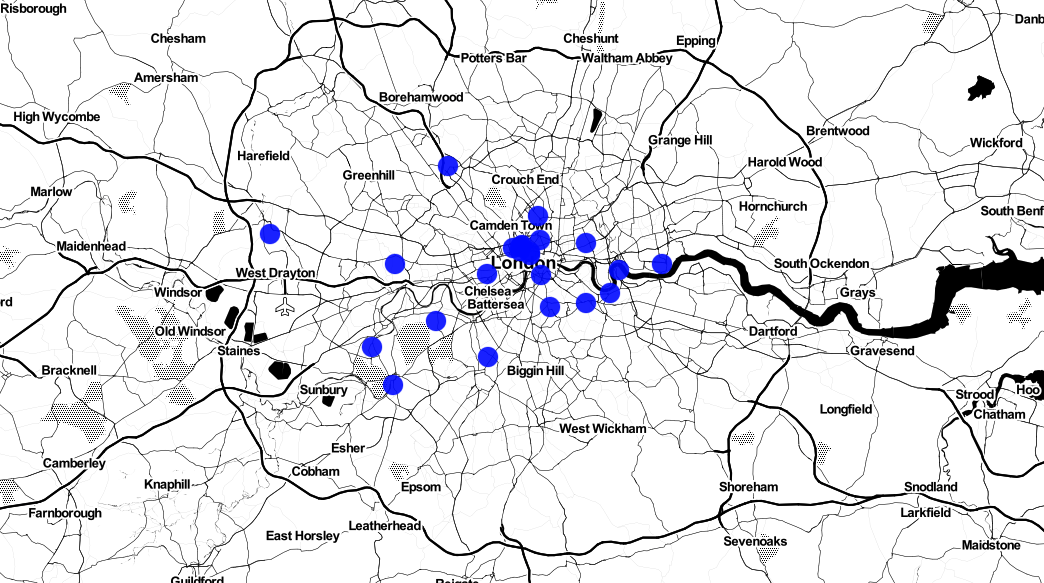 Risborough
Danb
Chesham
Cheshunt
Epping
Potters Bar
Waltham Abbey
Amersham
Borehamwood
High Wycombe
Brentwood
Grange Hill
Wickford
Harefield
Harold Wood
Greenhill
Crouch End
Marlow
Hornchurch
South Benf
Camden Town
Maidenhead
London
South Ockendon
West Drayton
Windsor
Chelsea
Grays
rd
Battersea
Old Windsor
Dartford
Staines
Gravesend
Bracknell
Biggin Hill
Sunbury
Hoo
Strood
Longfield
Chatham
West Wickham
Esher
Camberley
Cobham
Knaphill
Epsom
Shoreham
Snodland
Farnborough
Larkfield
Leatherhead
East Horsley
Sevenoaks
Maidstone
Guildford
Reigate